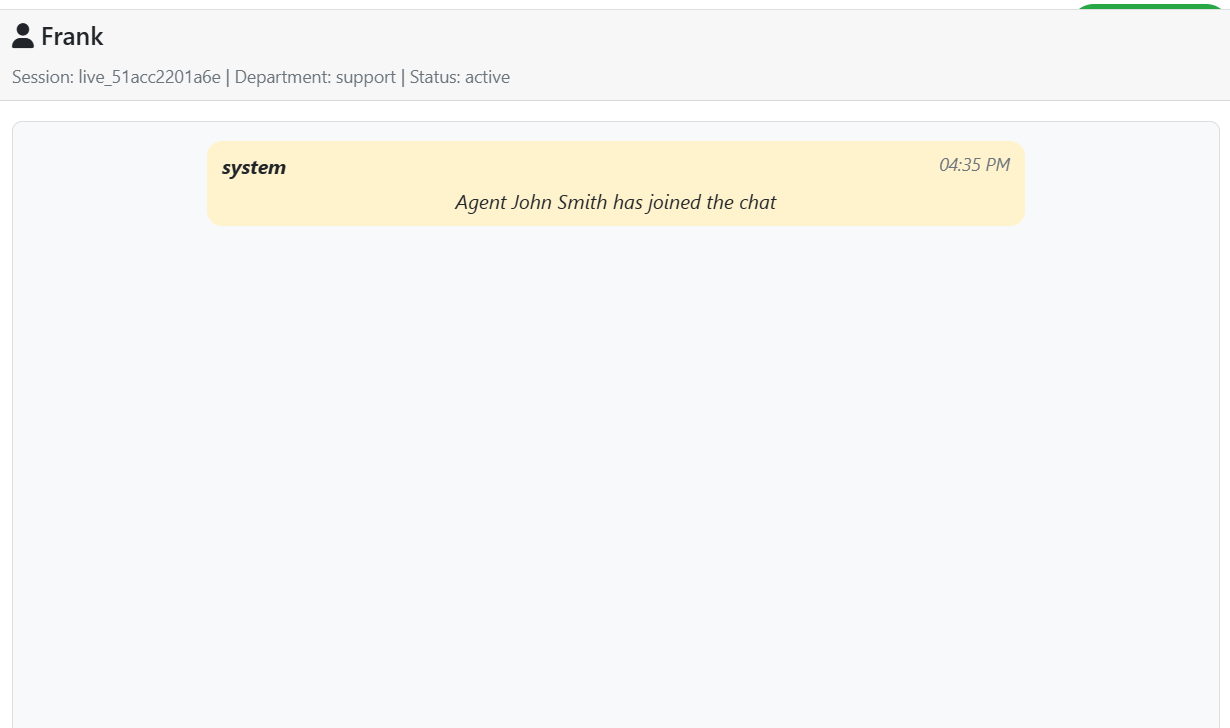 Frank
Session: live_51acc2201a6e | Department: support | Status: active
system
04:35 PM
Agent John Smith has joined the chat